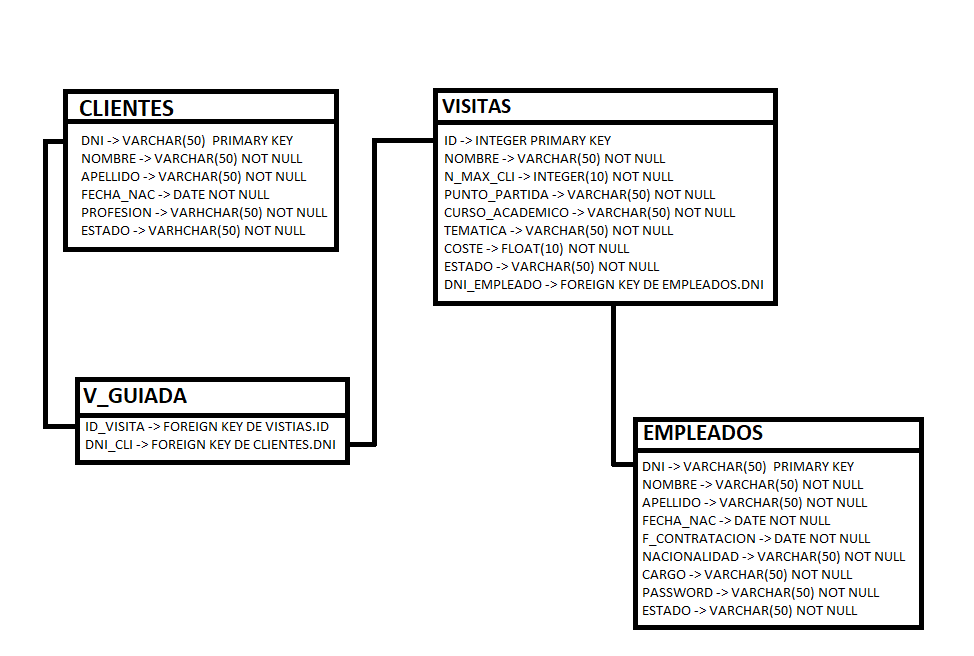 CLIENTES
DNI -> VARCHAR(50) PRIMARY KEY
NOMBRE -> VARCHAR(50) NOT NULL
APELLIDO -> VARCHAR(50) NOT NULL
FECHA_NAC -> DATE NOT NULL
PROFESION -> VARHCHAR(50) NOT NULL
ESTADO -> VARHCHAR(50) NOT NULL
VISITAS
ID -> INTEGER PRIMARY KEY
NOMBRE -> VARCHAR(50) NOT NULL
N_MAX_CLI -> INTEGER(10) NOT NULL
PUNTO_PARTIDA -> VARCHAR(50) NOT NULL
CURSO_ACADEMICO -> VARCHAR(50) NOT NULL
TEMATICA -> VARCHAR(50) NOT NULL
COSTE -> FLOAT(10) NOT NULL
ESTADO -> VARCHAR(50) NOT NULL
DNI_EMPLEADO -> FOREIGN KEY DE EMPLEADOS.DNI
V_GUIADA
ID_VISITA -> FOREIGN KEY DE VISTIAS.ID
DNI_CLI -> FOREIGN KEY DE CLIENTES.DNI
EMPLEADOS
DNI -> VARCHAR(50) PRIMARY KEY
NOMBRE -> VARCHAR(50) NOT NULL
APELLIDO -> VARCHAR(50) NOT NULL
FECHA_NAC -> DATE NOT NULL
F_CONTRATACION -> DATE NOT NULL
NACIONALIDAD -> VARCHAR(50) NOT NULL
CARGO -> VARCHAR(50) NOT NULL
PASSWORD -> VARCHAR(50) NOT NULL
ESTADO -> VARCHAR(50) NOT NULL